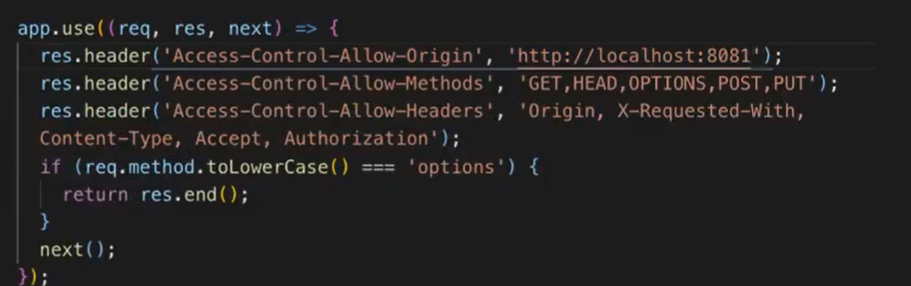 app.use((req, res, next) => {
res.header('Access-Control-Allow-Origin', 'http://localhost:8081');
res.header('Access-Control-Allow-Methods', 'GET,HEAD,OPTIONS,POST,PUT');
res.header('Access-Control-Allow-Headers', 'Origin, X-Requested-With,
Content-Type, Accept, Authorization');
if (req.method.toLowerCase() === 'options') {
return res.end();
}
next();
});